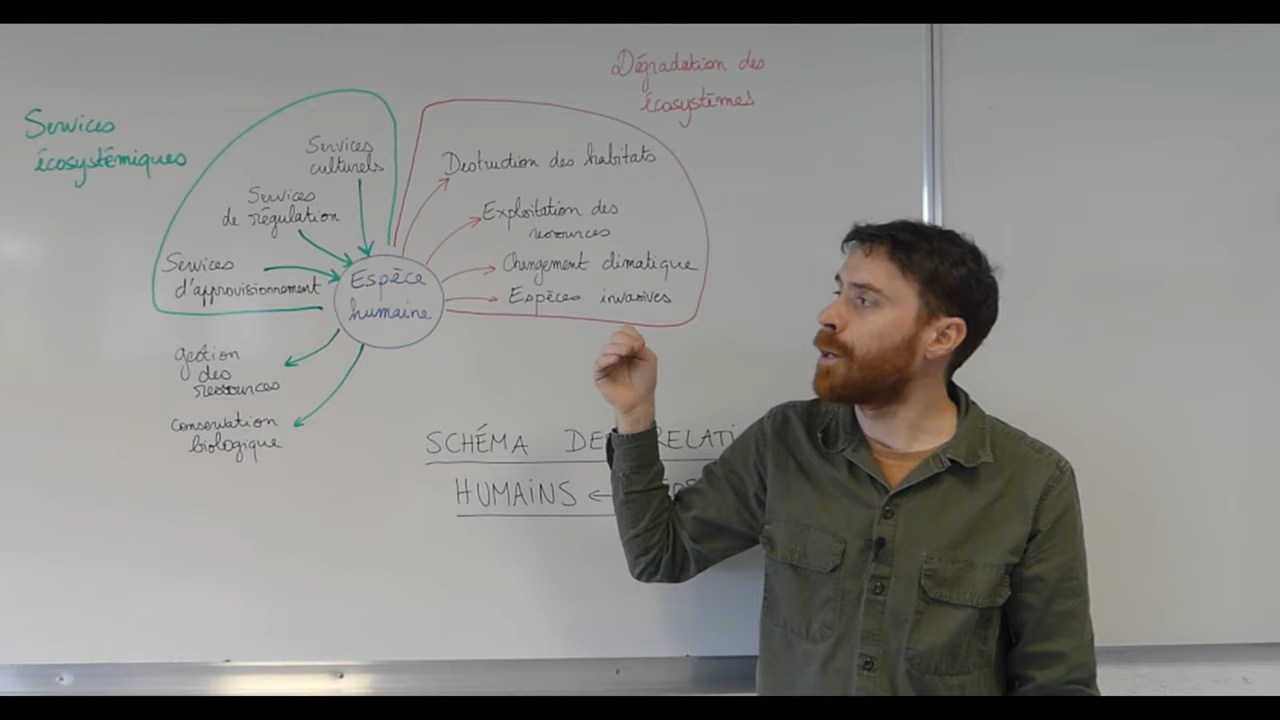 Dégradation des
écosystèmes
Services
écosystémiques
Services
culturels
Services
de régulation
Services
d'approvisionnement
Destruction des habitats
Exploitation des
ressources
Changement climatique
Espèces invasives
Espèce
humaine
gestion
des
ressources
conservation
biologique
SCHÉMA RELATI
HUMAINS ←